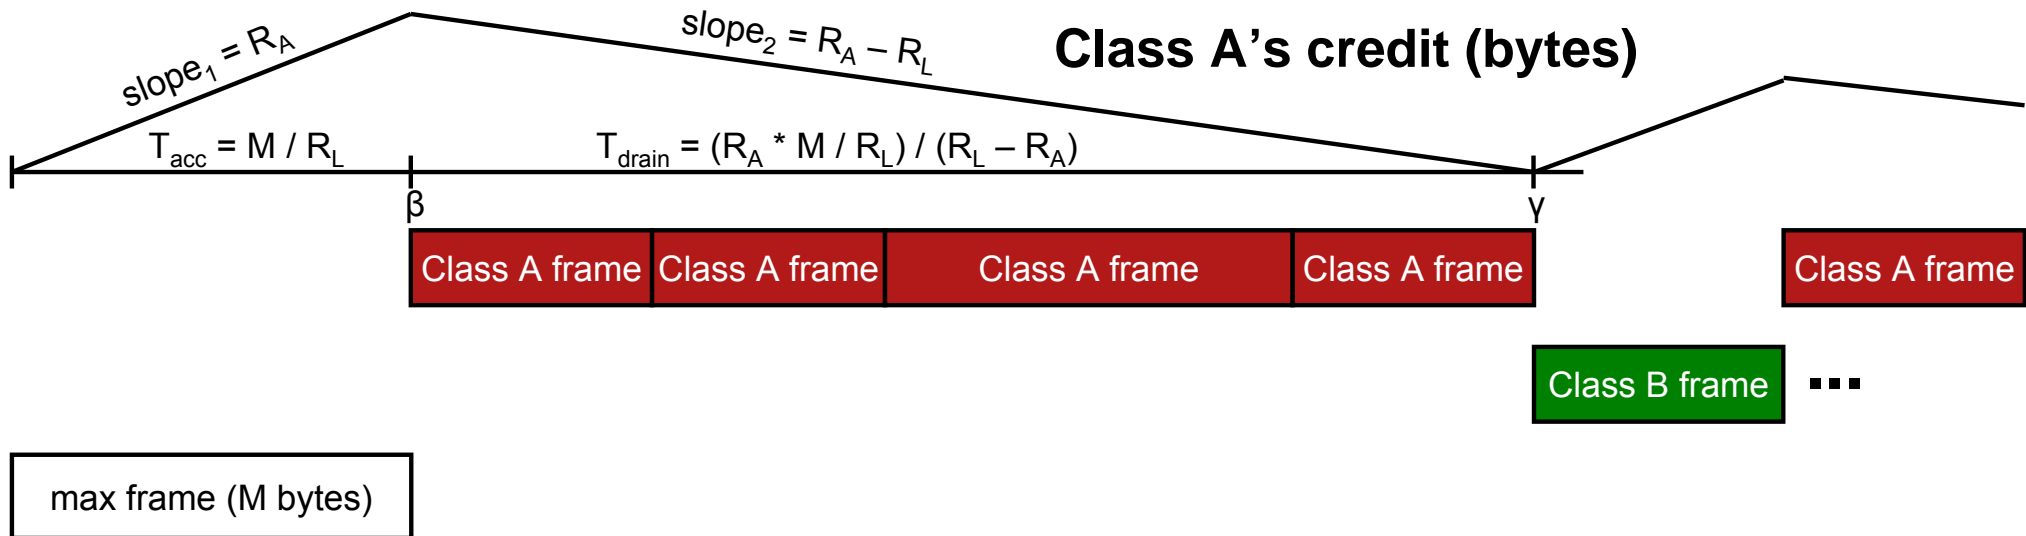 slope₁ = R_A
slope₂ = R_A – R_L
Class A’s credit (bytes)
T_acc = M / R_L
T_drain = (R_A * M / R_L) / (R_L – R_A)
β
γ
Class A frame
Class A frame
Class A frame
Class A frame
Class A frame
Class B frame
...
max frame (M bytes)